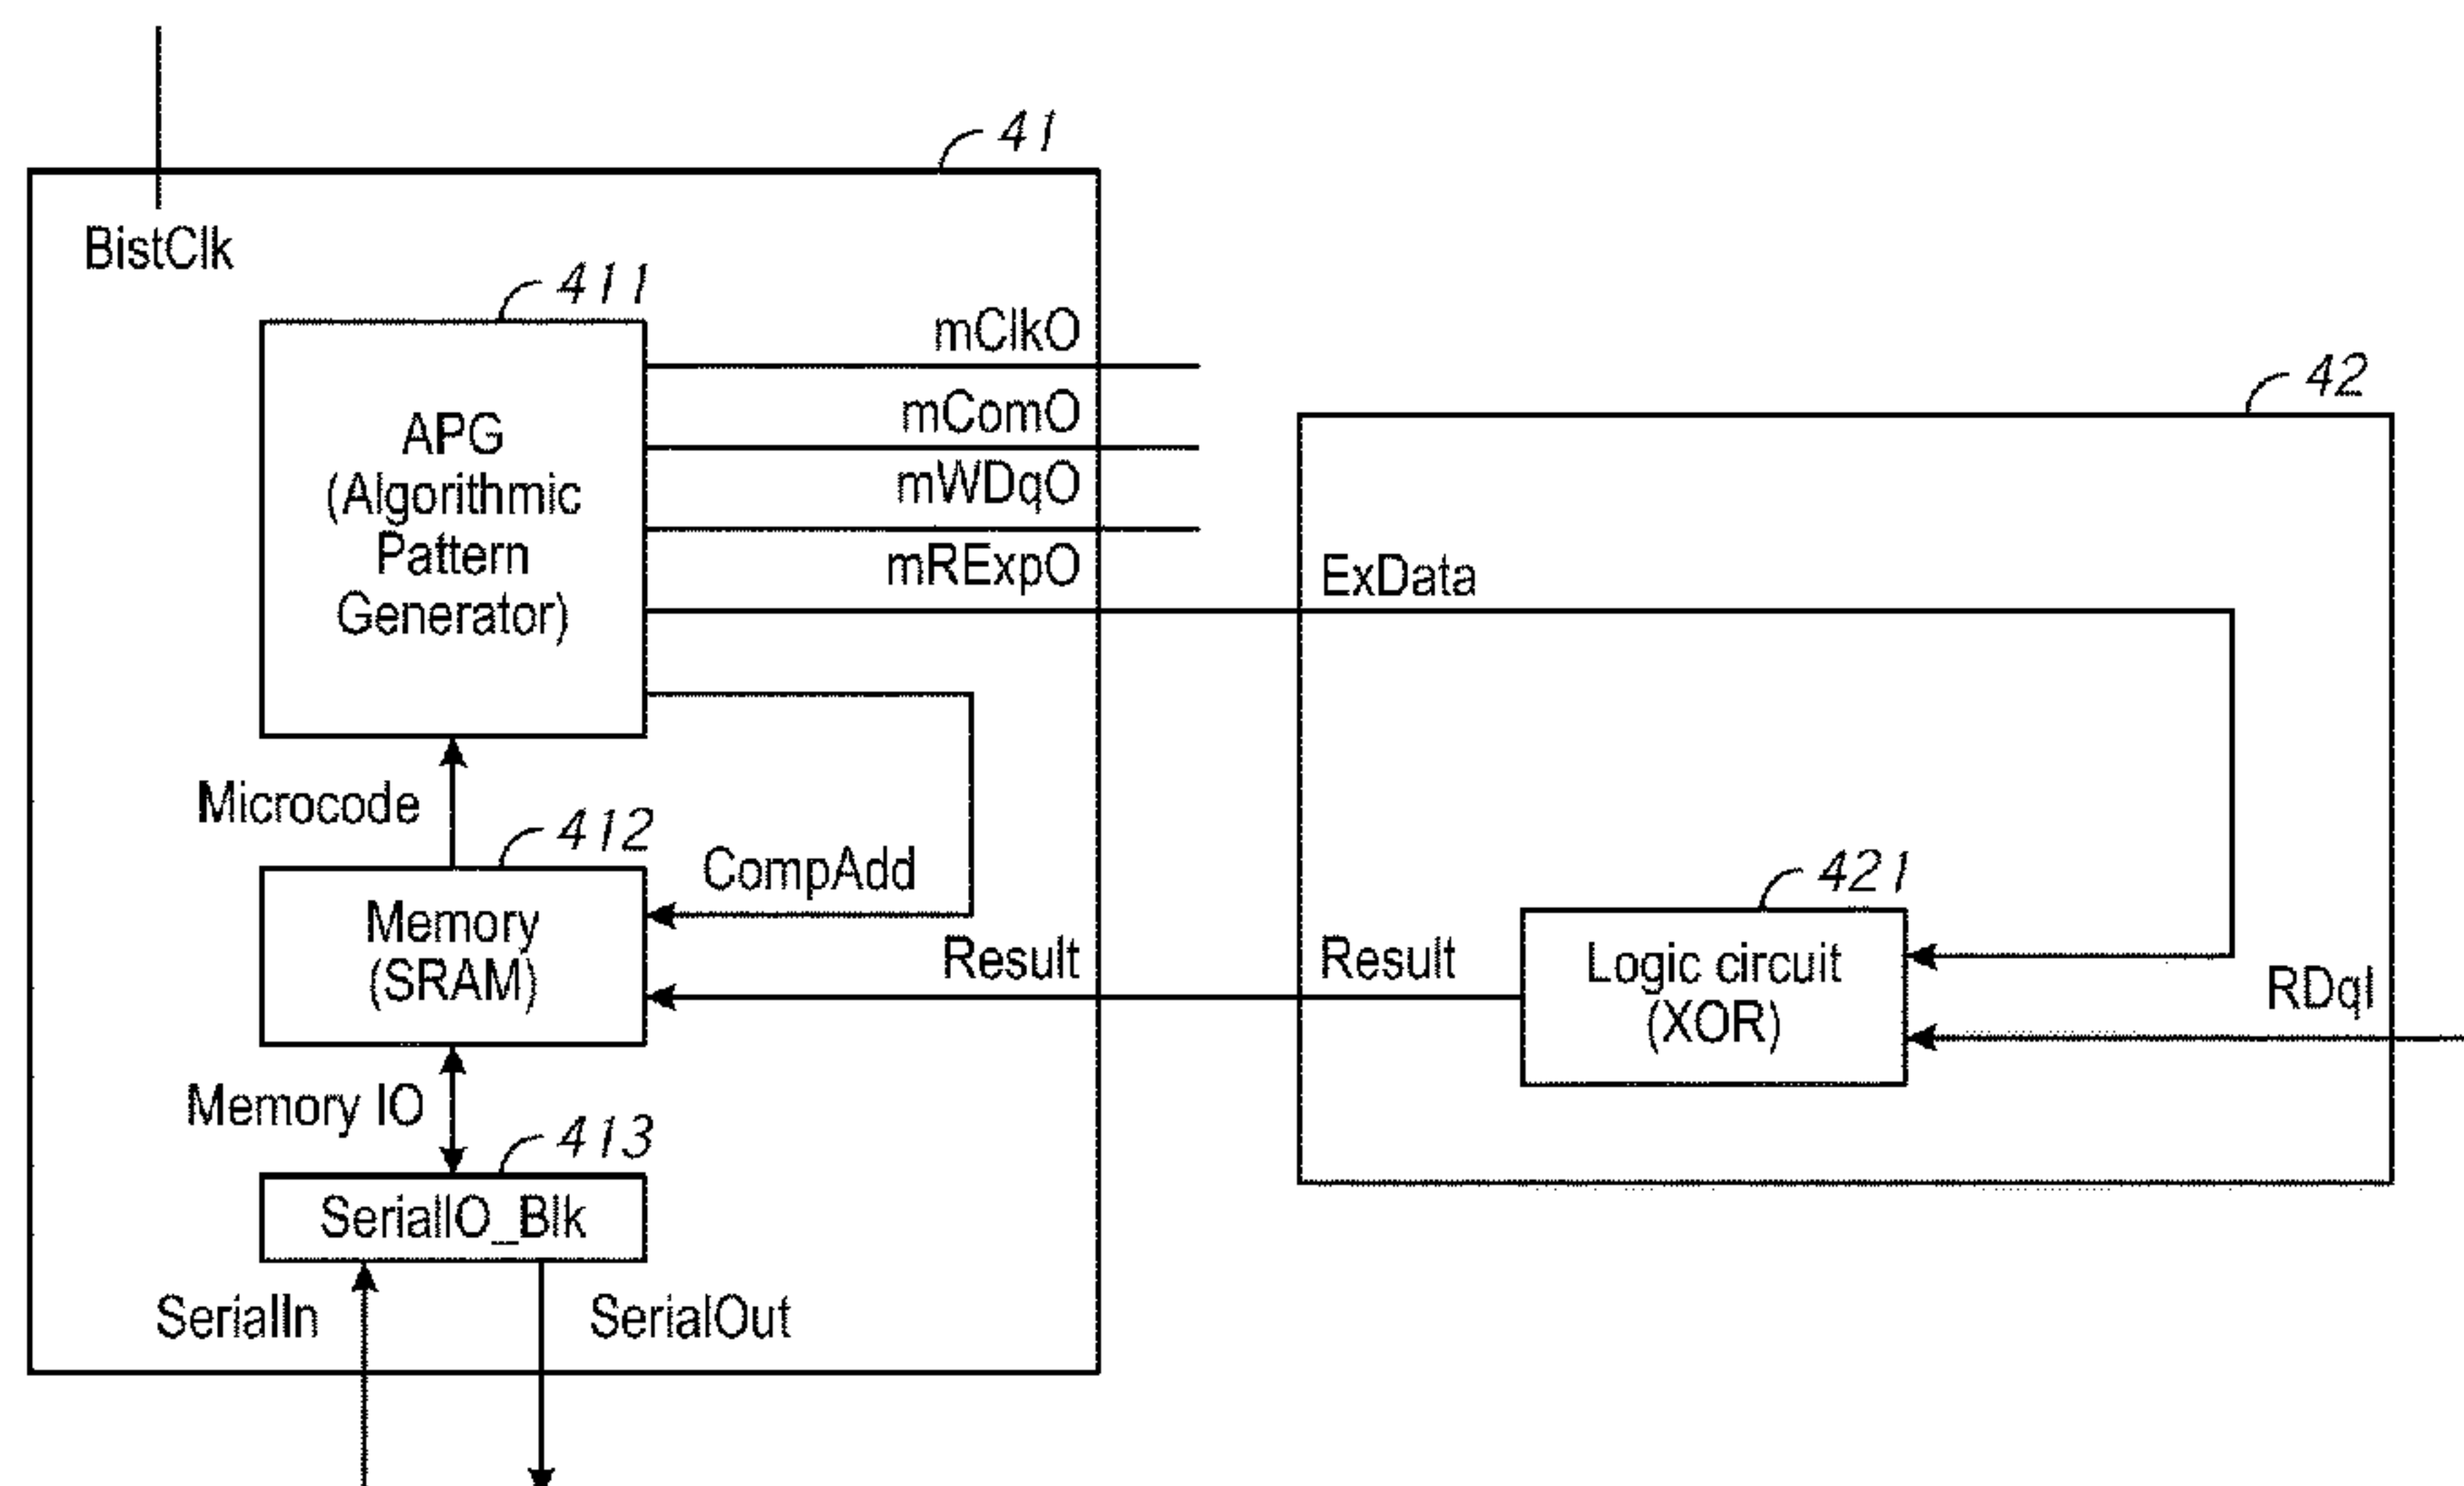 41
BistClk
411
mClkO
42
APG
(Algorithmic
Pattern
Generator)
mComO
mWDqO
mRExpO
ExData
Microcode
412
CompAdd
421
Memory
(SRAM)
Result
Result
Logic circuit
(XOR)
RDqI
Memory IO
413
SerialIO_Blk
SerialIn
SerialOut